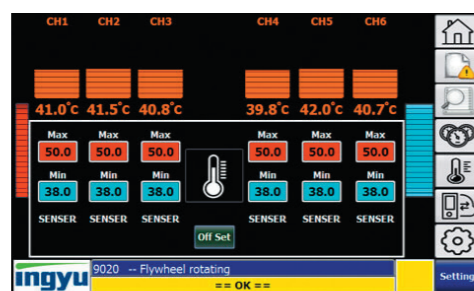 CH1 CH2 CH3 CH4 CH5 CH6
41.0°c 41.5°c 40.8°c 39.8°c 42.0°c 40.7°c
Max Max Max Max Max Max
50.0 50.0 50.0 50.0 50.0 50.0
Min Min Min Min Min Min
38.0 38.0 38.0 38.0 38.0 38.0
SENSER SENSER SENSER SENSER SENSER SENSER
Off Set
ingyu
9020 -- Flywheel rotating
== OK ==
Setting